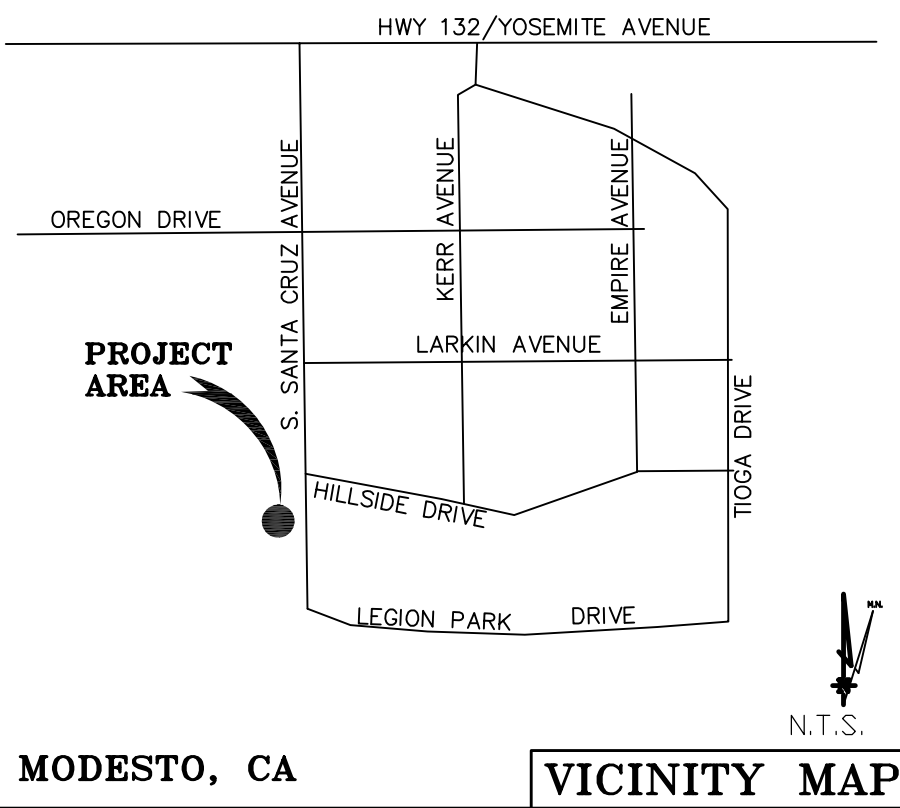 HWY 132/YOSEMITE AVENUE
S. SANTA CRUZ AVENUE
KERR AVENUE
EMPIRE AVENUE
OREGON DRIVE
LARKIN AVENUE
PROJECT
AREA
TIOGA DRIVE
HILLSIDE DRIVE
LEGION PARK DRIVE
M.N.
N.T.S.
MODESTO, CA
VICINITY MAP